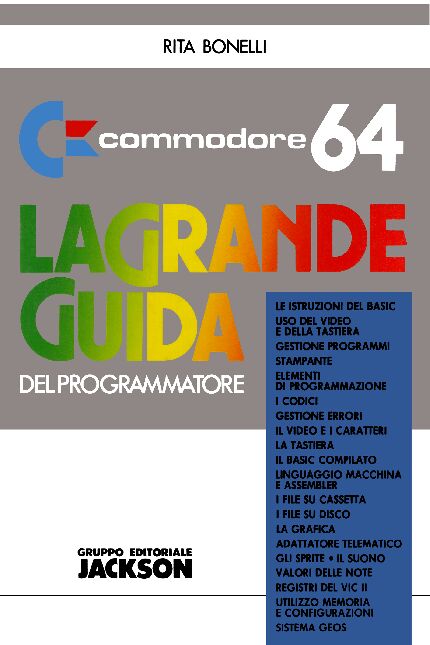 RITA BONELLI
commodore 64
LA GRANDE
GUIDA
DEL PROGRAMMATORE
LE ISTRUZIONI DEL BASIC
USO DEL VIDEO
E DELLA TASTIERA
GESTIONE PROGRAMMI
STAMPANTE
ELEMENTI
DI PROGRAMMAZIONE
I CODICI
GESTIONE ERRORI
IL VIDEO E I CARATTERI
LA TASTIERA
IL BASIC COMPILATO
LINGUAGGIO MACCHINA
E ASSEMBLER
I FILE SU CASSETTA
I FILE SU DISCO
LA GRAFICA
ADATTATORE TELEMATICO
GLI SPRITE • IL SUONO
VALORI DELLE NOTE
REGISTRI DEL VIC II
UTILIZZO MEMORIA
E CONFIGURAZIONI
SISTEMA GEOS
GRUPPO EDITORIALE
JACKSON